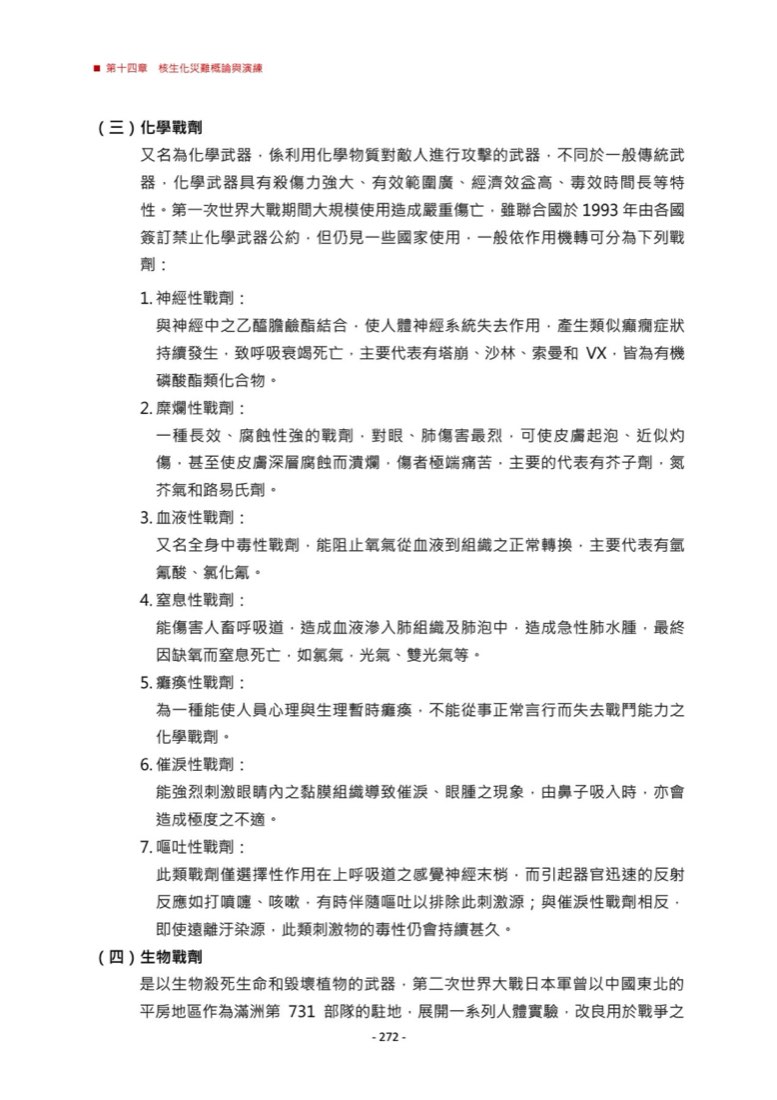 ■ 第十四章　核生化災難概論與演練
（三）化學戰劑
又名為化學武器，係利用化學物質對敵人進行攻擊的武器，不同於一般傳統武
器，化學武器具有殺傷力強大、有效範圍廣、經濟效益高、毒效時間長等特
性。第一次世界大戰期間大規模使用造成嚴重傷亡，雖聯合國於 1993 年由各國
簽訂禁止化學武器公約，但仍見一些國家使用，一般依作用機轉可分為下列戰
劑：
1. 神經性戰劑：
與神經中之乙醯膽鹼酯結合，使人體神經系統失去作用，產生類似癲癇症狀
持續發生，致呼吸衰竭死亡，主要代表有塔崩、沙林、索曼和 VX，皆為有機
磷酸酯類化合物。
2. 糜爛性戰劑：
一種長效、腐蝕性強的戰劑，對眼、肺傷害最烈，可使皮膚起泡、近似灼
傷，甚至使皮膚深層腐蝕而潰爛，傷者極端痛苦，主要的代表有芥子劑，氮
芥氣和路易氏劑。
3. 血液性戰劑：
又名全身中毒性戰劑，能阻止氧氣從血液到組織之正常轉換，主要代表有氫
氰酸、氯化氰。
4. 窒息性戰劑：
能傷害人畜呼吸道，造成血液滲入肺組織及肺泡中，造成急性肺水腫，最終
因缺氧而窒息死亡，如氯氣，光氣、雙光氣等。
5. 癱瘓性戰劑：
為一種能使人員心理與生理暫時癱瘓，不能從事正常言行而失去戰鬥能力之
化學戰劑。
6. 催淚性戰劑：
能強烈刺激眼睛內之黏膜組織導致催淚、眼腫之現象，由鼻子吸入時，亦會
造成極度之不適。
7. 嘔吐性戰劑：
此類戰劑僅選擇性作用在上呼吸道之感覺神經末梢，而引起器官迅速的反射
反應如打噴嚏、咳嗽，有時伴隨嘔吐以排除此刺激源；與催淚性戰劑相反，
即使遠離汙染源，此類刺激物的毒性仍會持續甚久。
（四）生物戰劑
是以生物殺死生命和毀壞植物的武器，第二次世界大戰日本軍曾以中國東北的
平房地區作為滿洲第 731 部隊的駐地，展開一系列人體實驗，改良用於戰爭之
- 272 -